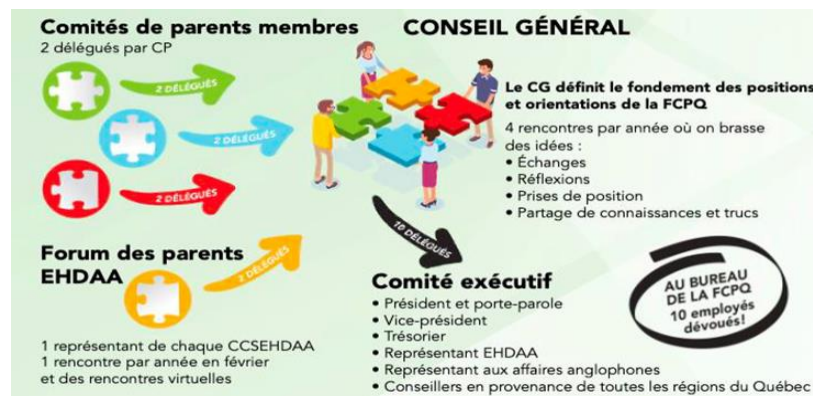 Comités de parents membres
2 délégués par CP
2 DÉLÉGUÉS
2 DÉLÉGUÉS
2 DÉLÉGUÉS
Forum des parents
EHDAA
2 DÉLÉGUÉS
1 représentant de chaque CCSEHDAA
1 rencontre par année en février
et des rencontres virtuelles
CONSEIL GÉNÉRAL
Le CG définit le fondement des positions
et orientations de la FCPQ
4 rencontres par année où on brasse
des idées :
• Échanges
• Réflexions
• Prises de position
• Partage de connaissances et trucs
10 DÉLÉGUÉS
Comité exécutif
• Président et porte-parole
• Vice-président
• Trésorier
• Représentant EHDAA
• Représentant aux affaires anglophones
• Conseillers en provenance de toutes les régions du Québec
AU BUREAU
DE LA FCPQ
10 employés
dévoués!